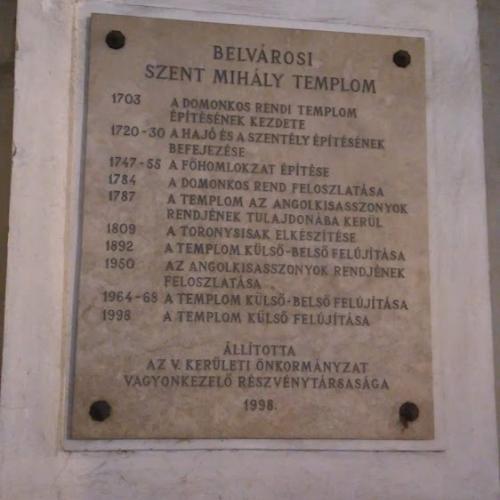 BELVÁROSI
SZENT MIHÁLY TEMPLOM
1703 A DOMONKOS RENDI TEMPLOM
ÉPÍTÉSÉNEK KEZDETE
1720-30 A HAJÓ ÉS A SZENTÉLY ÉPÍTÉSÉNEK
BEFEJEZÉSE
1747-55 A FŐHOMLOKZAT ÉPÍTÉSE
1784 A DOMONKOS REND FELOSZLATÁSA
1787 A TEMPLOM AZ ANGOLKISASSZONYOK
RENDJÉNEK TULAJDONÁBA KERÜL
1809 A TORONYSISAK ELKÉSZÍTÉSE
1892 A TEMPLOM KÜLSŐ-BELSŐ FELÚJÍTÁSA
1950 AZ ANGOLKISASSZONYOK RENDJÉNEK
FELOSZLATÁSA
1964-68 A TEMPLOM KÜLSŐ-BELSŐ FELÚJÍTÁSA
1998 A TEMPLOM KÜLSŐ FELÚJÍTÁSA
ÁLLÍTOTTA
AZ V. KERÜLETI ÖNKORMÁNYZAT
VAGYONKEZELŐ RÉSZVÉNYTÁRSASÁGA
1998.